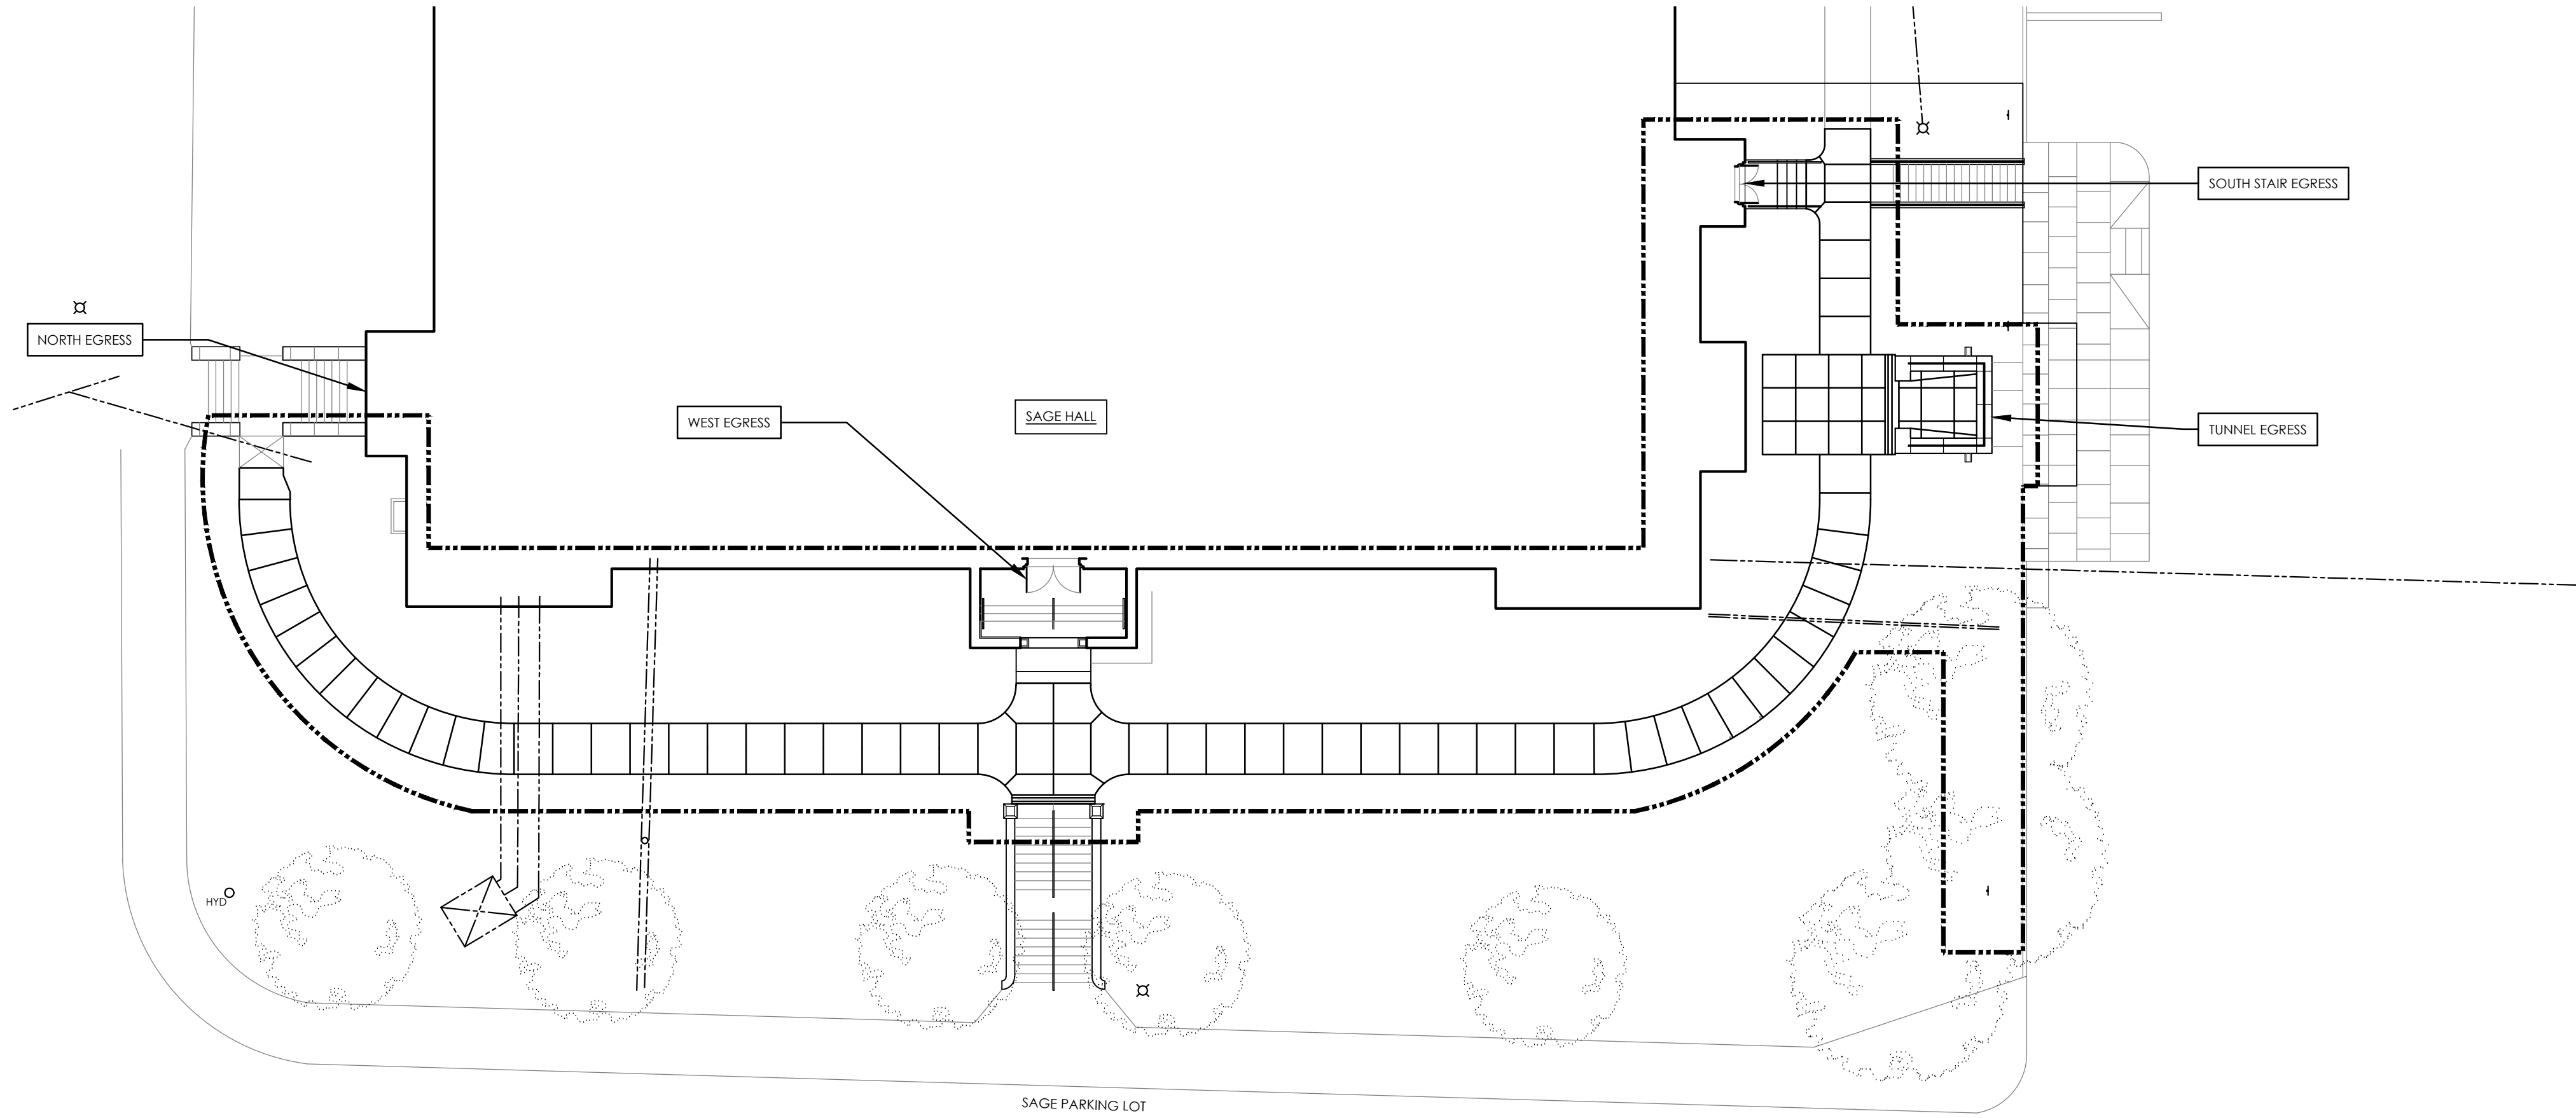 SOUTH STAIR EGRESS
NORTH EGRESS
SAGE HALL
WEST EGRESS
TUNNEL EGRESS
HYD
SAGE PARKING LOT